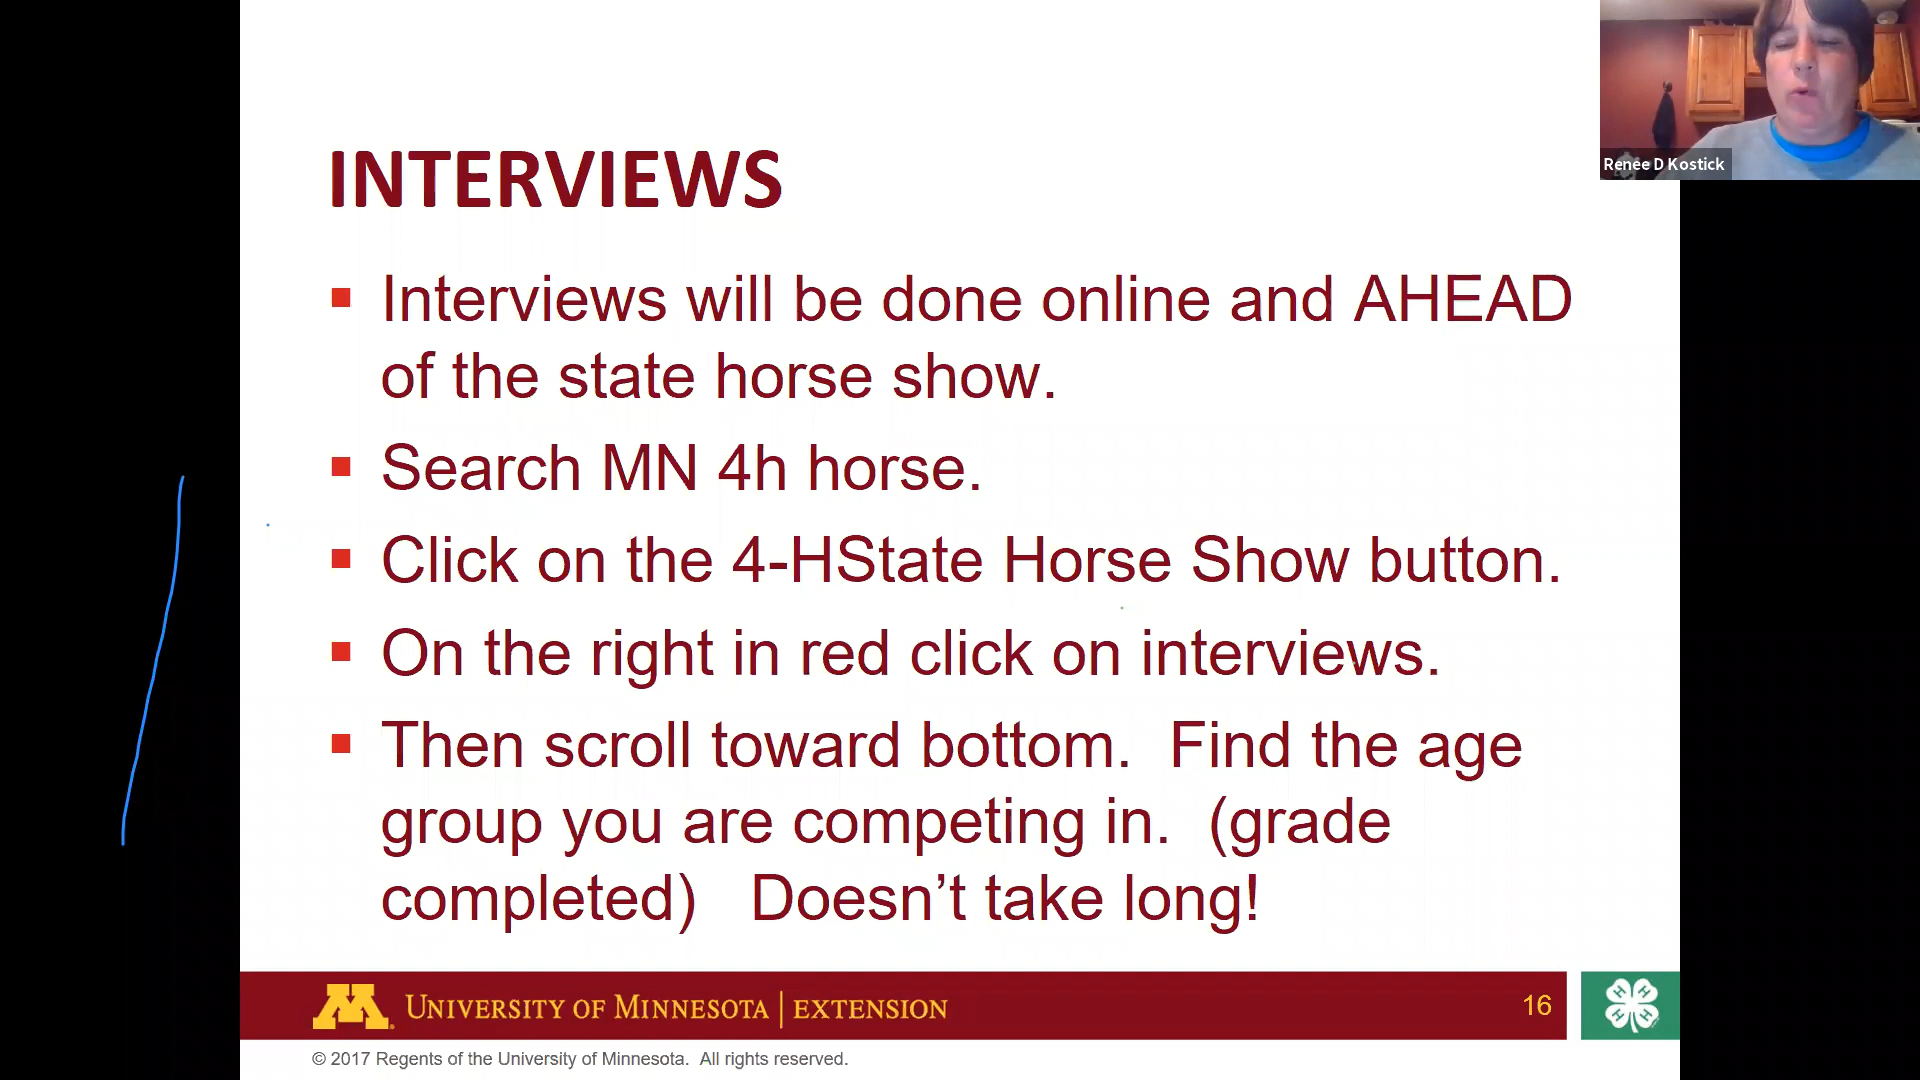 INTERVIEWS
Interviews will be done online and AHEAD
of the state horse show.
Search MN 4h horse.
Click on the 4-HState Horse Show button.
On the right in red click on interviews.
Then scroll toward bottom.  Find the age
group you are competing in.  (grade
completed)   Doesn’t take long!
M UNIVERSITY OF MINNESOTA | EXTENSION
16
H H H H
© 2017 Regents of the University of Minnesota.  All rights reserved.
Renee D Kostick